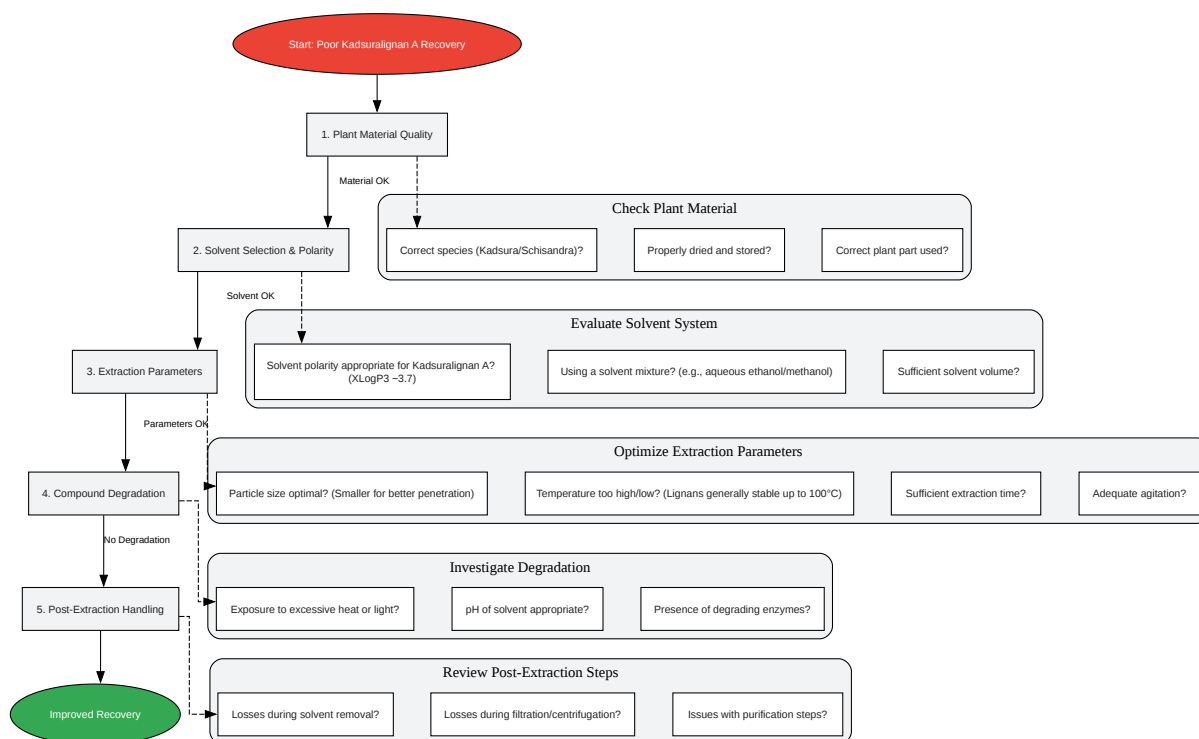 Start: Poor Kadsuralignan A Recovery
1. Plant Material Quality
Material OK
Check Plant Material
2. Solvent Selection & Polarity
Correct species (Kadsura/Schisandra)?
Properly dried and stored?
Correct plant part used?
Solvent OK
Evaluate Solvent System
3. Extraction Parameters
Solvent polarity appropriate for Kadsuralignan A?
(XLogP3 ~3.7)
Using a solvent mixture? (e.g., aqueous ethanol/methanol)
Sufficient solvent volume?
Parameters OK
Optimize Extraction Parameters
4. Compound Degradation
Particle size optimal? (Smaller for better penetration)
Temperature too high/low? (Lignans generally stable up to 100°C)
Sufficient extraction time?
Adequate agitation?
No Degradation
Investigate Degradation
5. Post-Extraction Handling
Exposure to excessive heat or light?
pH of solvent appropriate?
Presence of degrading enzymes?
Review Post-Extraction Steps
Improved Recovery
Losses during solvent removal?
Losses during filtration/centrifugation?
Issues with purification steps?